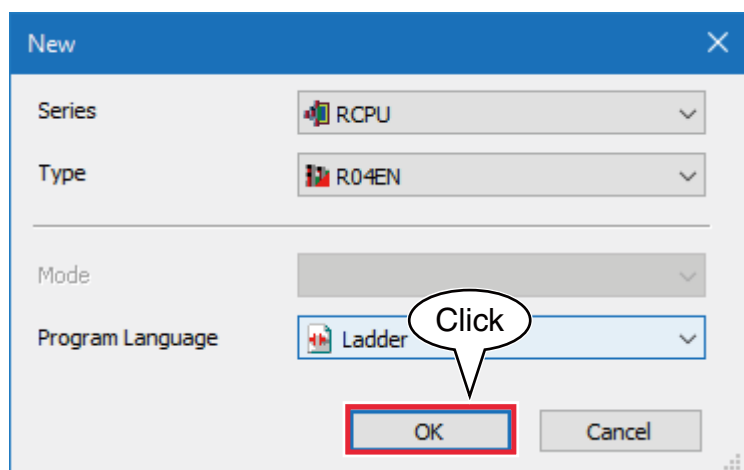 New
Series RCPU
Type R04EN
Mode
Program Language Ladder
Click
OK Cancel